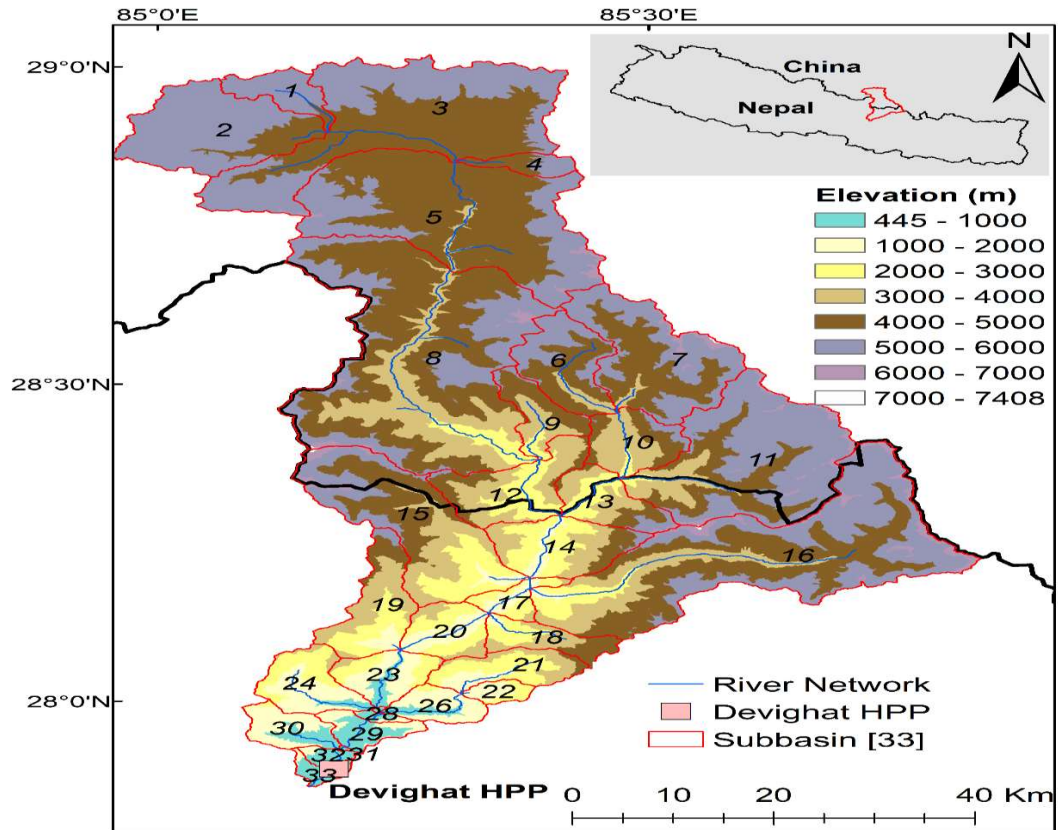 85°0'E 85°30'E
29°0'N
28°30'N
28°0'N
N
China
Nepal
Elevation (m)
445 - 1000
1000 - 2000
2000 - 3000
3000 - 4000
4000 - 5000
5000 - 6000
6000 - 7000
7000 - 7408
1
2
3
4
5
6
7
8
9
10
11
12
13
14
15
16
17
18
19
20
21
22
23
24
26
28
29
30
32 31
33
River Network
Devighat HPP
Subbasin [33]
Devighat HPP
0 10 20 40 Km